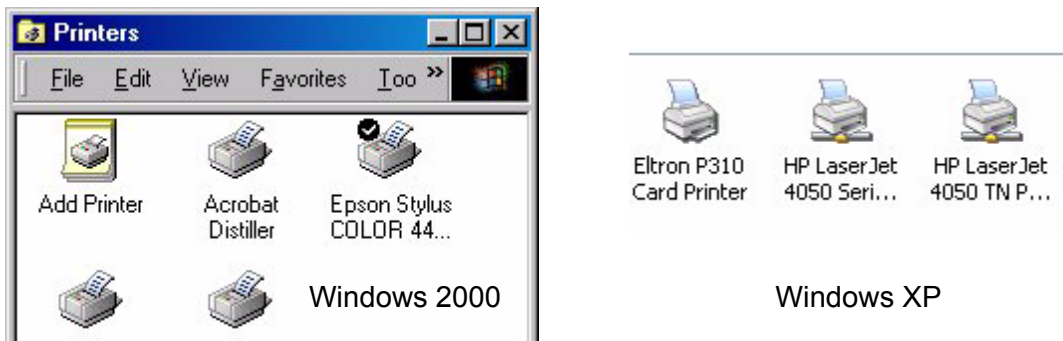 Printers
File Edit View Favorites Too »
Add Printer
Acrobat
Distiller
Epson Stylus
COLOR 44...
Windows 2000
Eltron P310
Card Printer
HP LaserJet
4050 Seri...
HP LaserJet
4050 TN P...
Windows XP